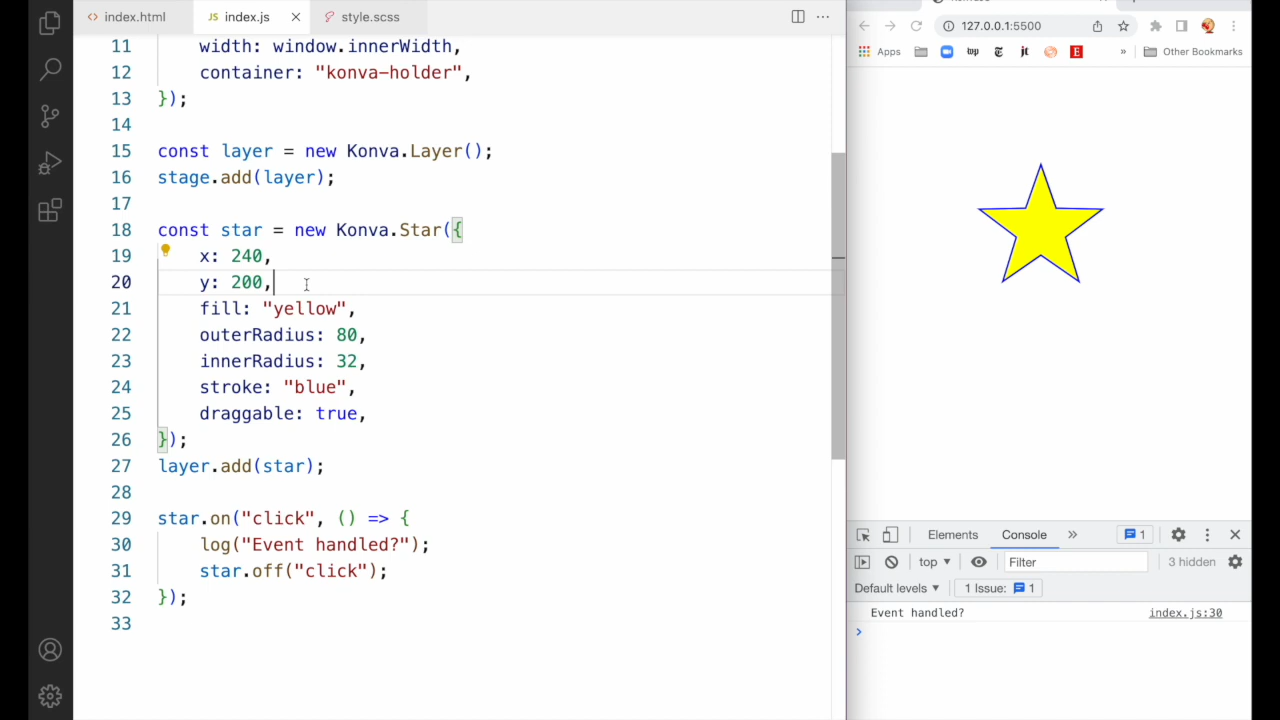 index.html
JS index.js
style.scss
11 width: window.innerWidth,
12 container: "konva-holder",
13 });
14
15 const layer = new Konva.Layer();
16 stage.add(layer);
17
18 const star = new Konva.Star({
19 x: 240,
20 y: 200,
21 fill: "yellow",
22 outerRadius: 80,
23 innerRadius: 32,
24 stroke: "blue",
25 draggable: true,
26 });
27 layer.add(star);
28
29 star.on("click", () => {
30 log("Event handled?");
31 star.off("click");
32 });
33
127.0.0.1:5500
Apps
wp
jt
E
»
Other Bookmarks
Elements
Console
»
1
top
Filter
3 hidden
Default levels
1 Issue: 1
Event handled?
index.js:30
>